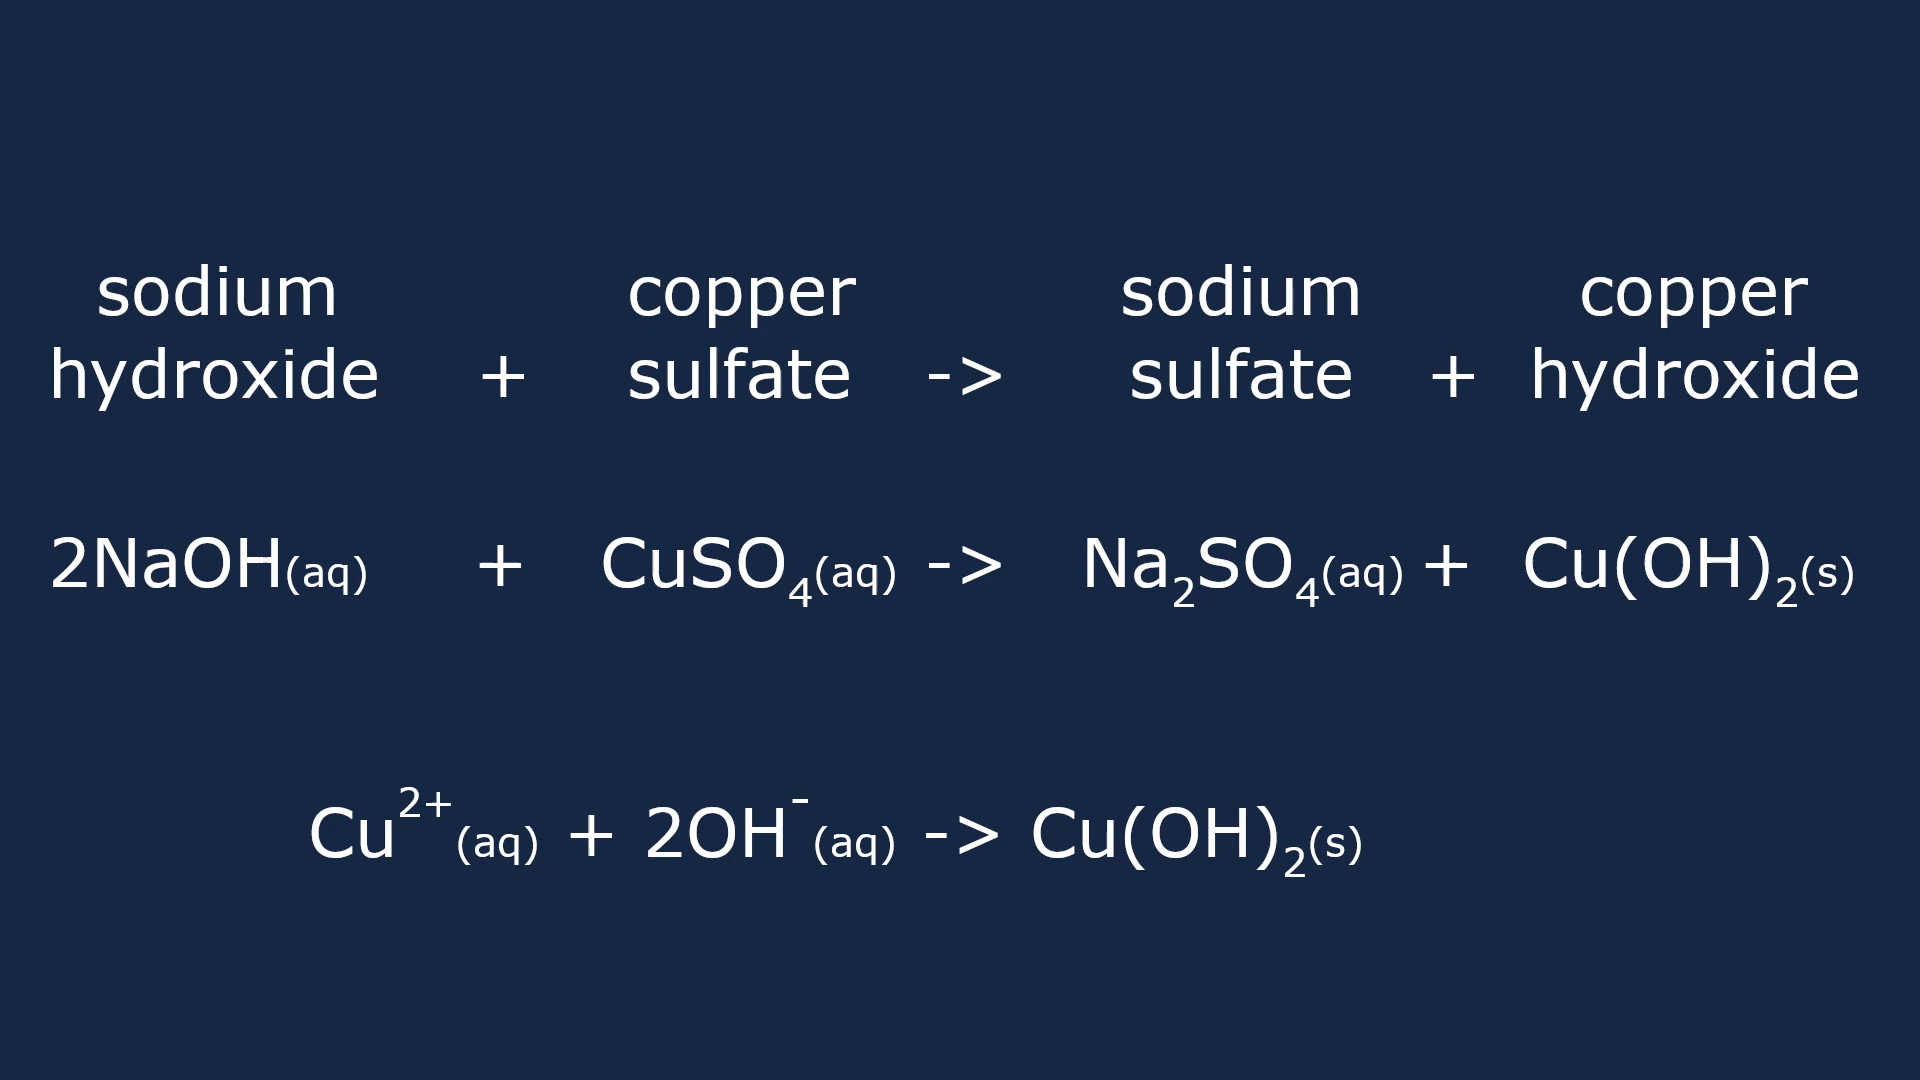 sodium copper sodium copper
hydroxide + sulfate -> sulfate + hydroxide
2NaOH(aq) + CuSO₄(aq) -> Na₂SO₄(aq) + Cu(OH)₂(s)
Cu²⁺(aq) + 2OH⁻(aq) -> Cu(OH)₂(s)